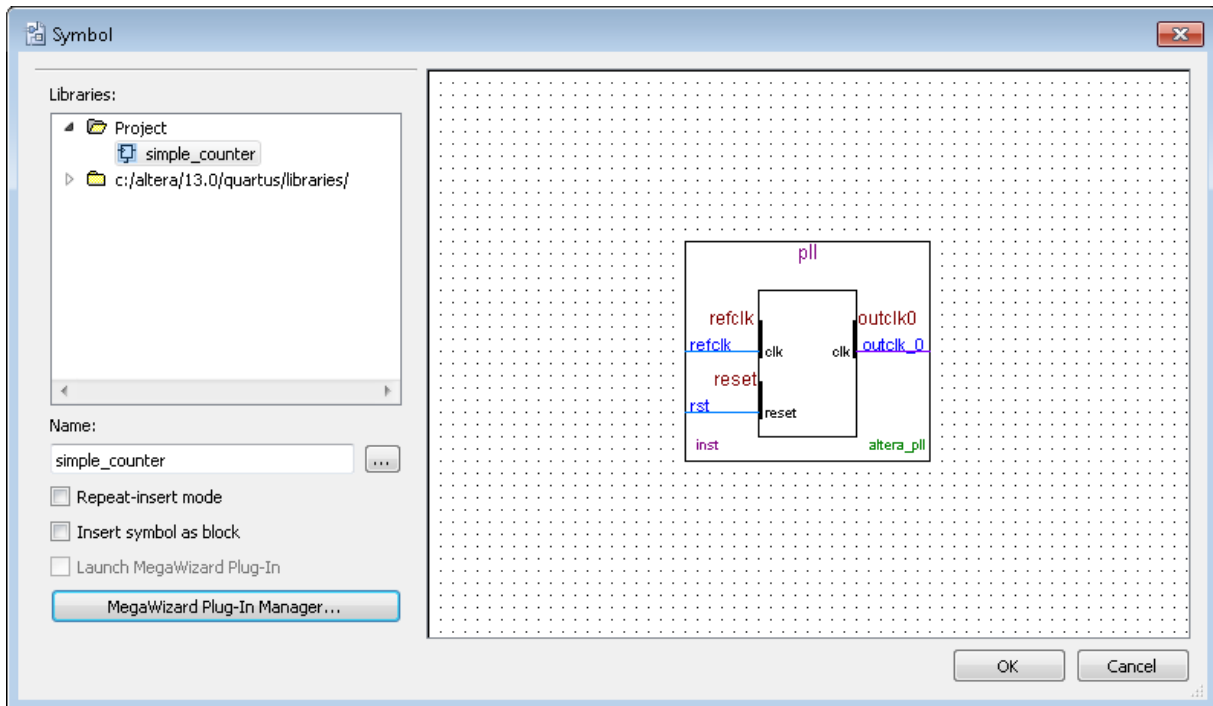 Symbol
Libraries:
Project
simple_counter
c:/altera/13.0/quartus/libraries/
Name:
simple_counter
...
Repeat-insert mode
Insert symbol as block
Launch MegaWizard Plug-In
MegaWizard Plug-In Manager...
pll
refclk outclk0
refclk clk clk outclk_0
reset
rst reset
inst altera_pll
OK Cancel